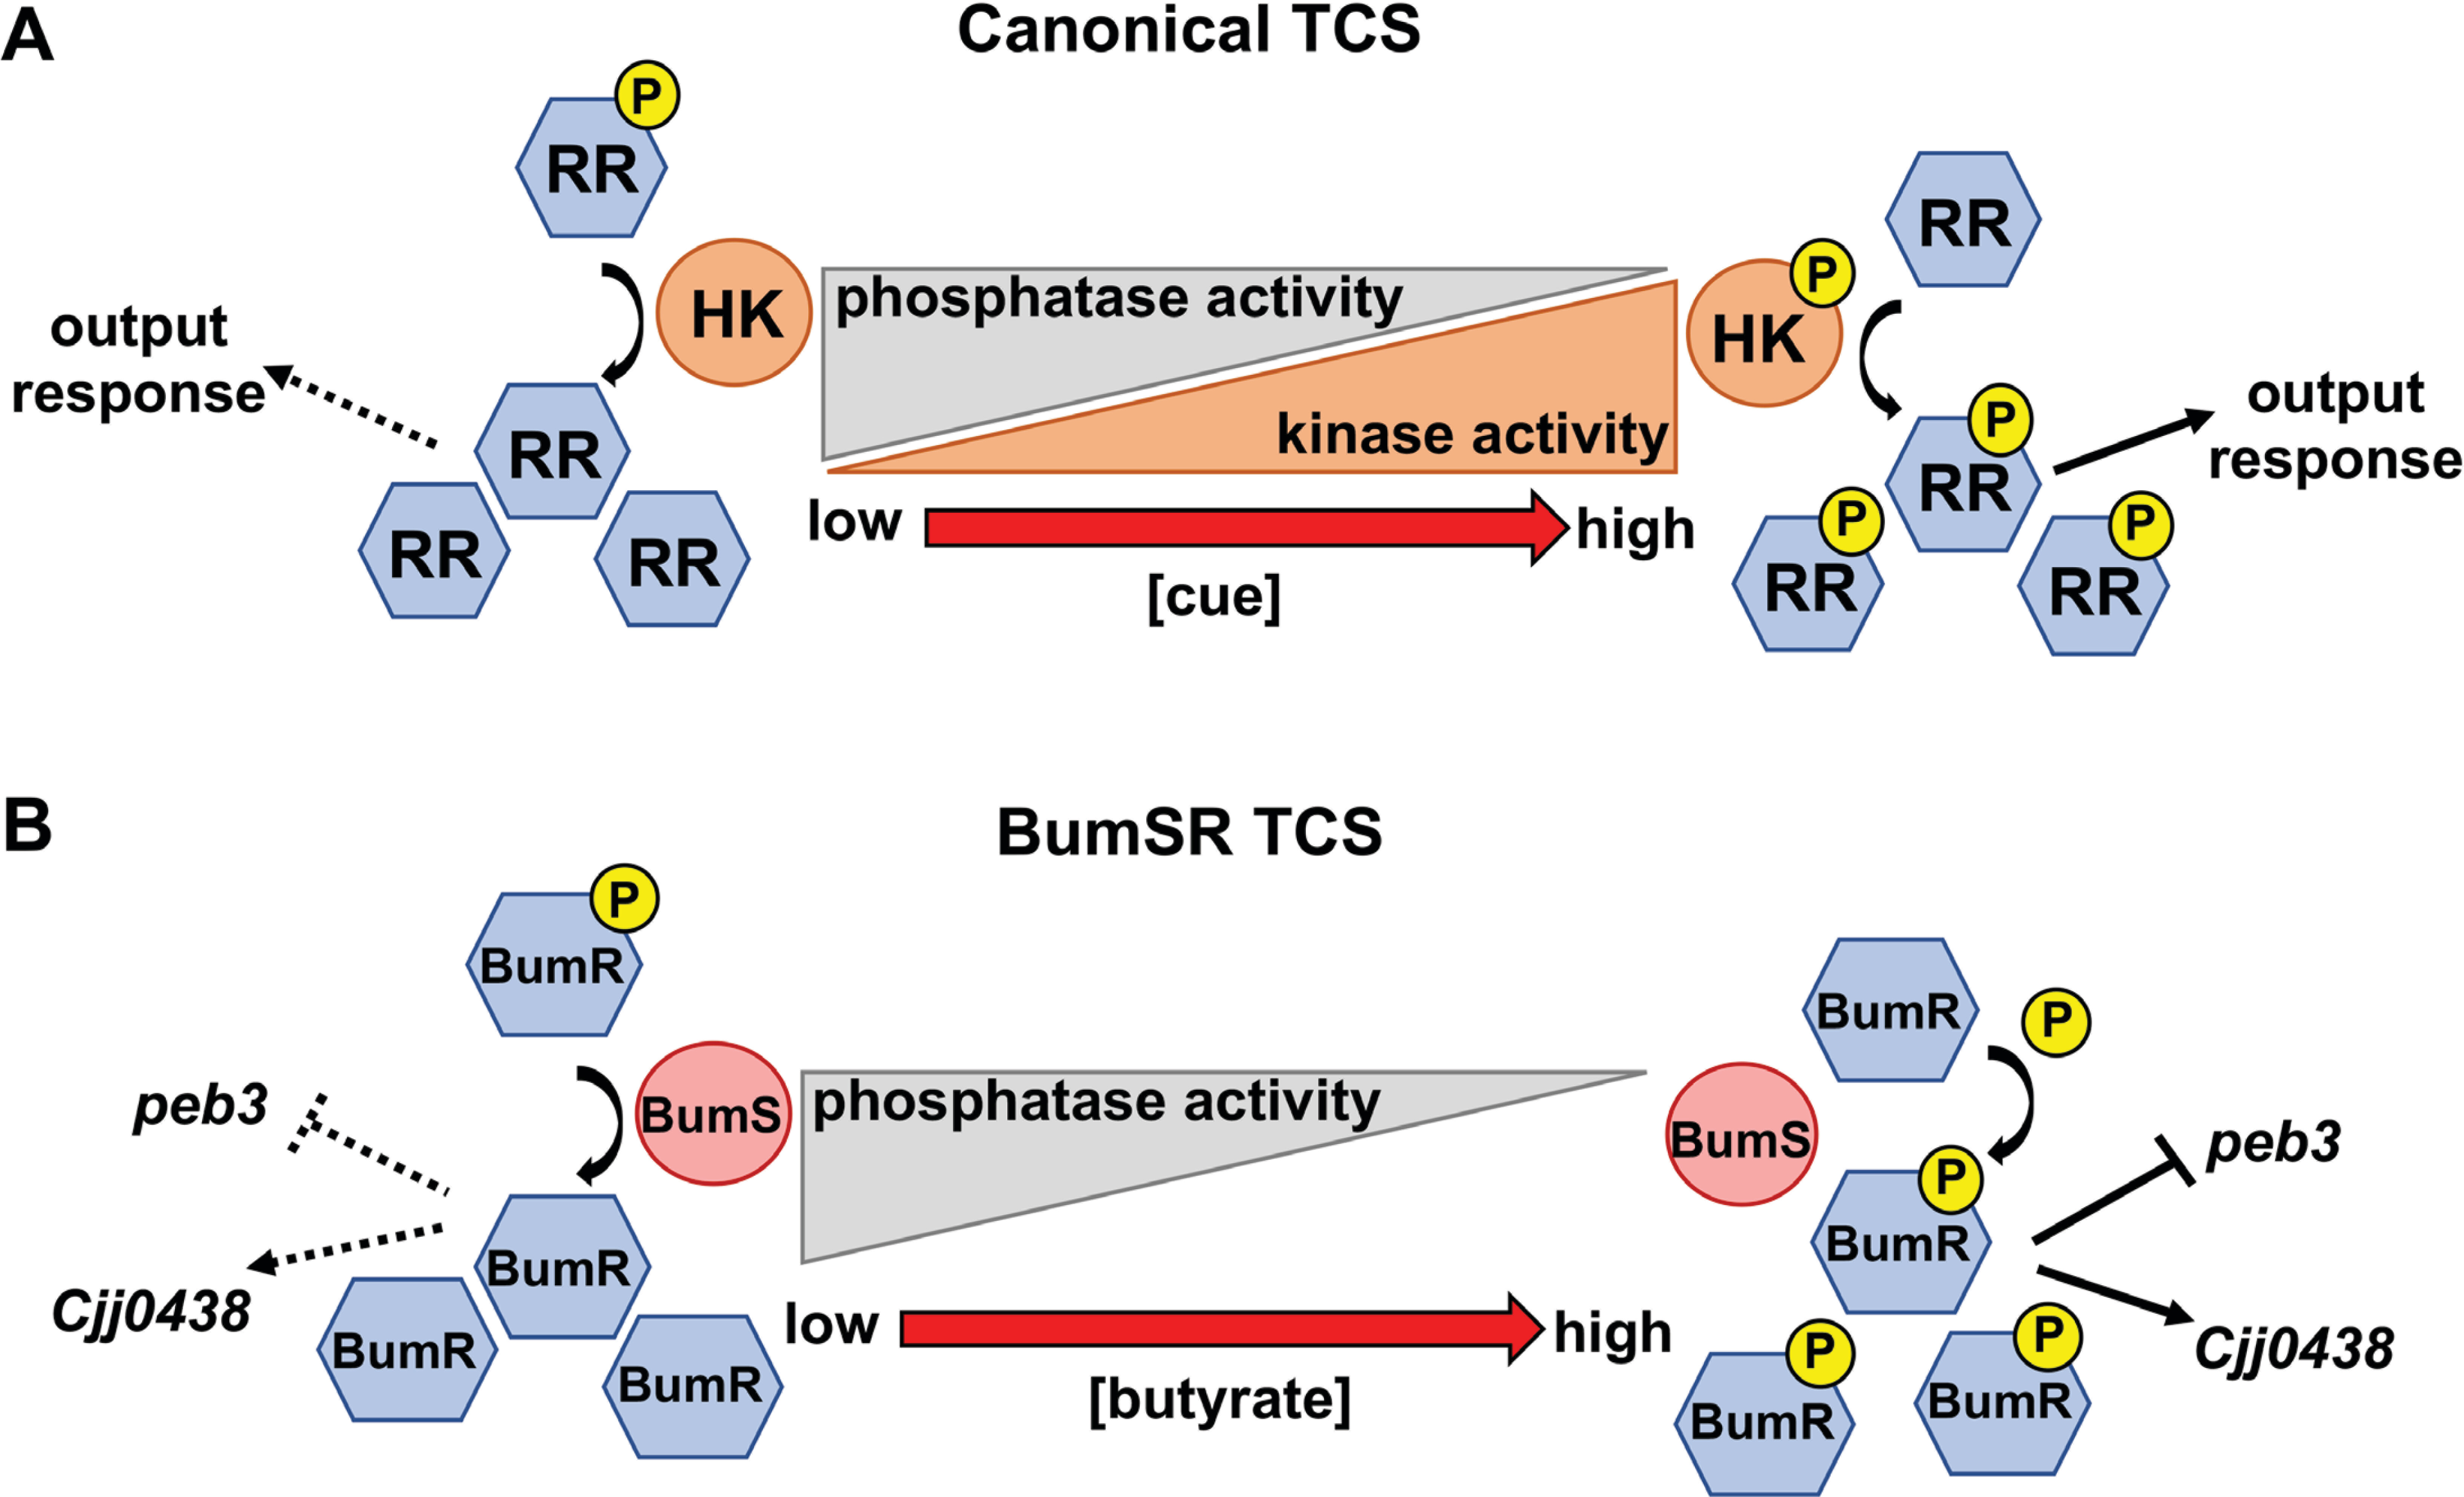 A
Canonical TCS
P
RR
HK
phosphatase activity
kinase activity
P
HK
RR
output
response
RR
RR
RR
low
high
[cue]
P
RR
P
RR
P
RR
output
response
B
BumSR TCS
P
BumR
BumS
phosphatase activity
BumS
BumR
P
peb3
Cjj0438
BumR
BumR
BumR
low
high
[butyrate]
P
BumR
P
BumR
P
BumR
peb3
Cjj0438